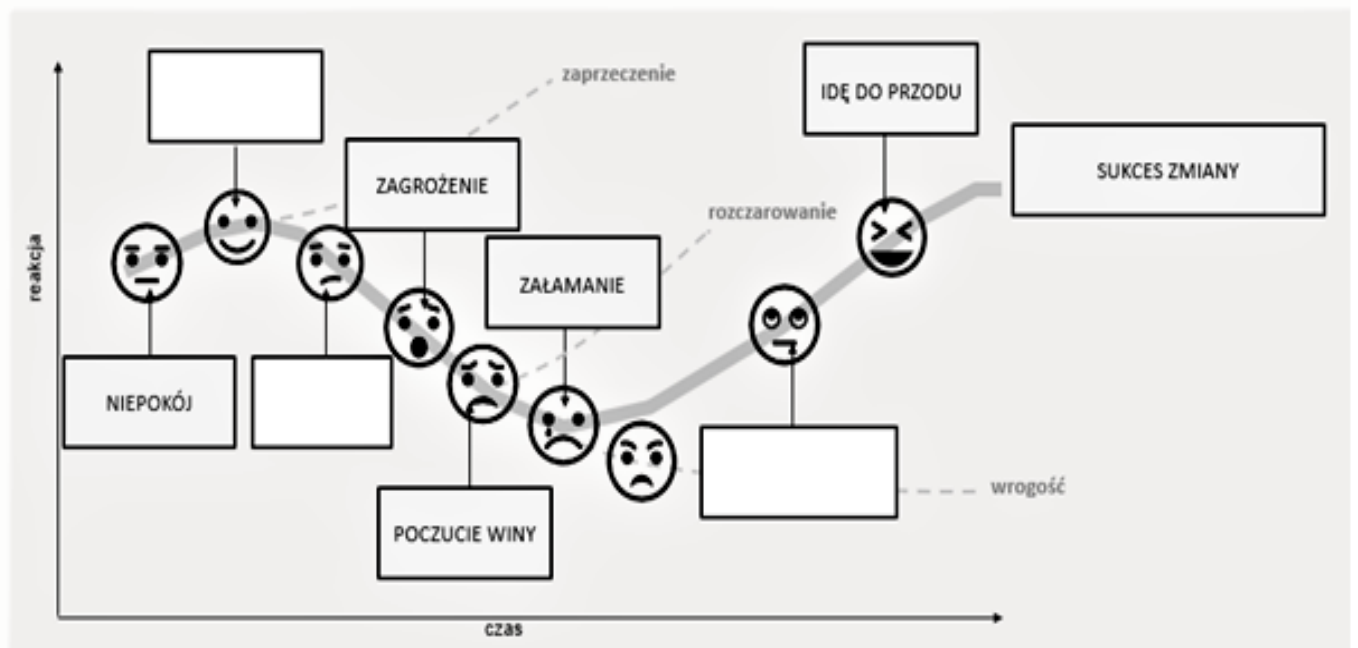 zaprzeczenie
IDĘ DO PRZODU
ZAGROŻENIE
SUKCES ZMIANY
rozczarowanie
reakcja
ZAŁAMANIE
NIEPOKÓJ
wrogość
POCZUCIE WINY
czas